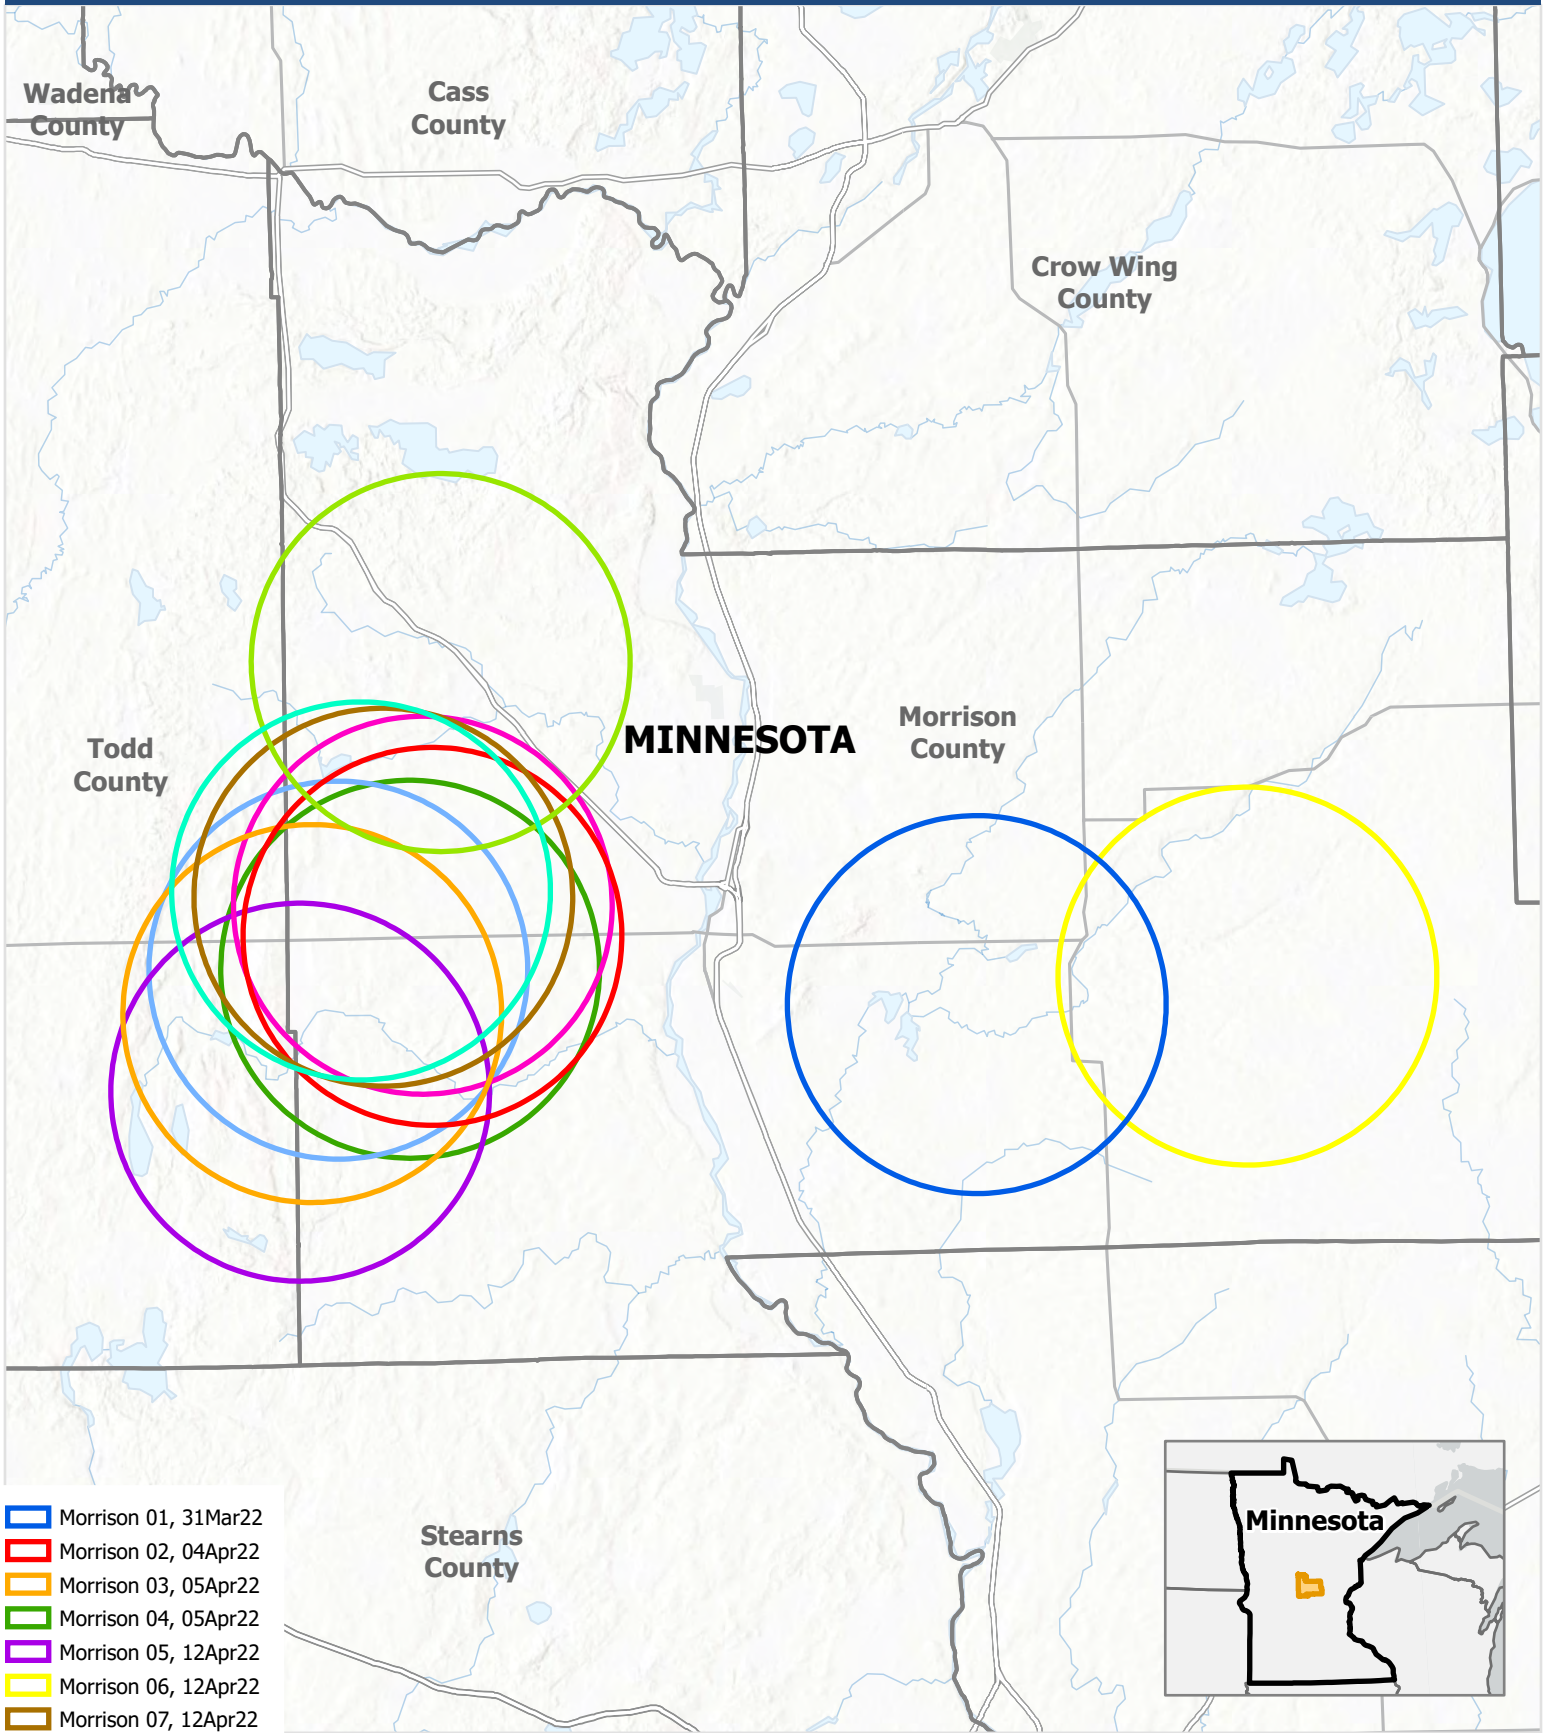 Wadena
County
Cass
County
Crow Wing
County
Todd
County
MINNESOTA
Morrison
County
Stearns
County
Minnesota
Morrison 01, 31Mar22
Morrison 02, 04Apr22
Morrison 03, 05Apr22
Morrison 04, 05Apr22
Morrison 05, 12Apr22
Morrison 06, 12Apr22
Morrison 07, 12Apr22